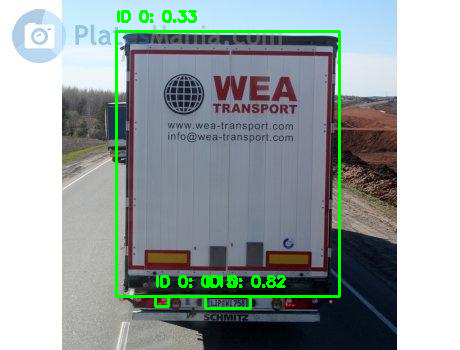 ID 0: 0.33
PlatesMania.com
WEA
TRANSPORT
www.wea-transport.com
info@wea-transport.com
ID 0: 0.82
SCHMITZ